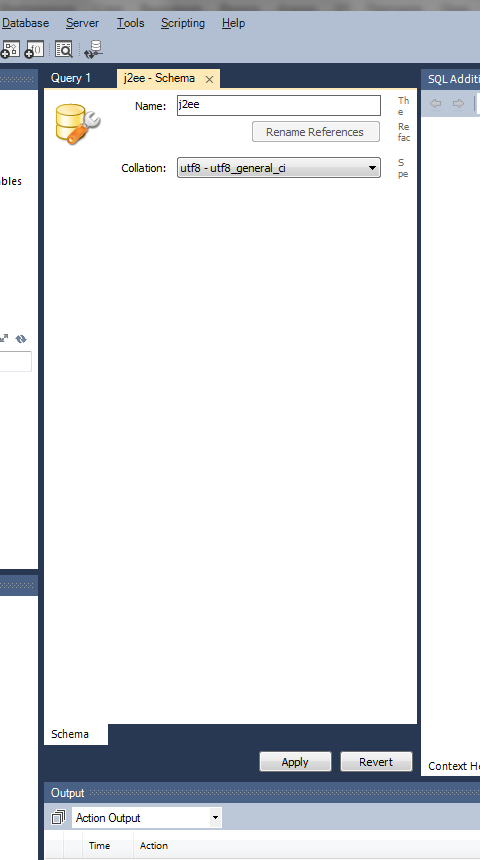 Database Server Tools Scripting Help
Query 1
j2ee - Schema
SQL Additi
Name:
j2ee
Th
e
Rename References
Re
fac
Collation:
utf8 - utf8_general_ci
S
pe
bles
Schema
Apply
Revert
Context He
Output
Action Output
Time
Action